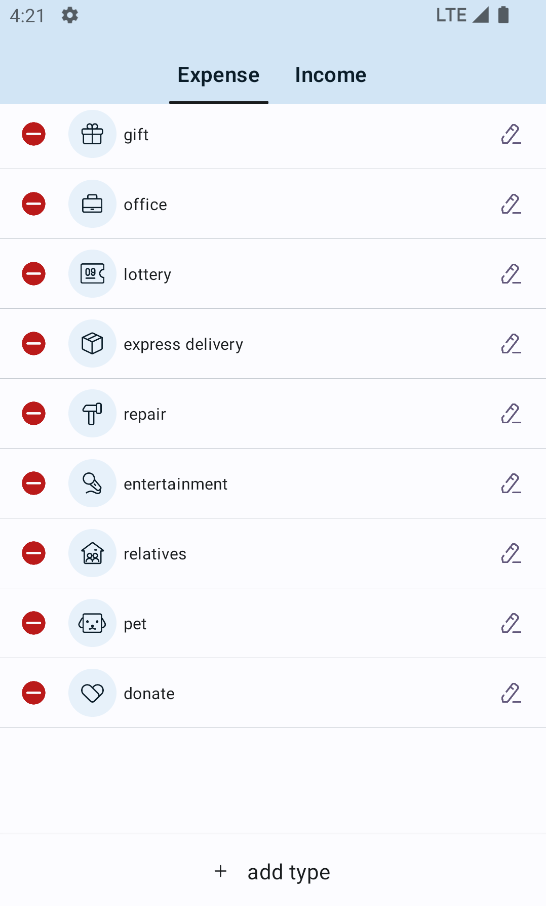 4:21 LTE
Expense Income
gift
office
09 lottery
express delivery
repair
entertainment
relatives
pet
donate
+ add type